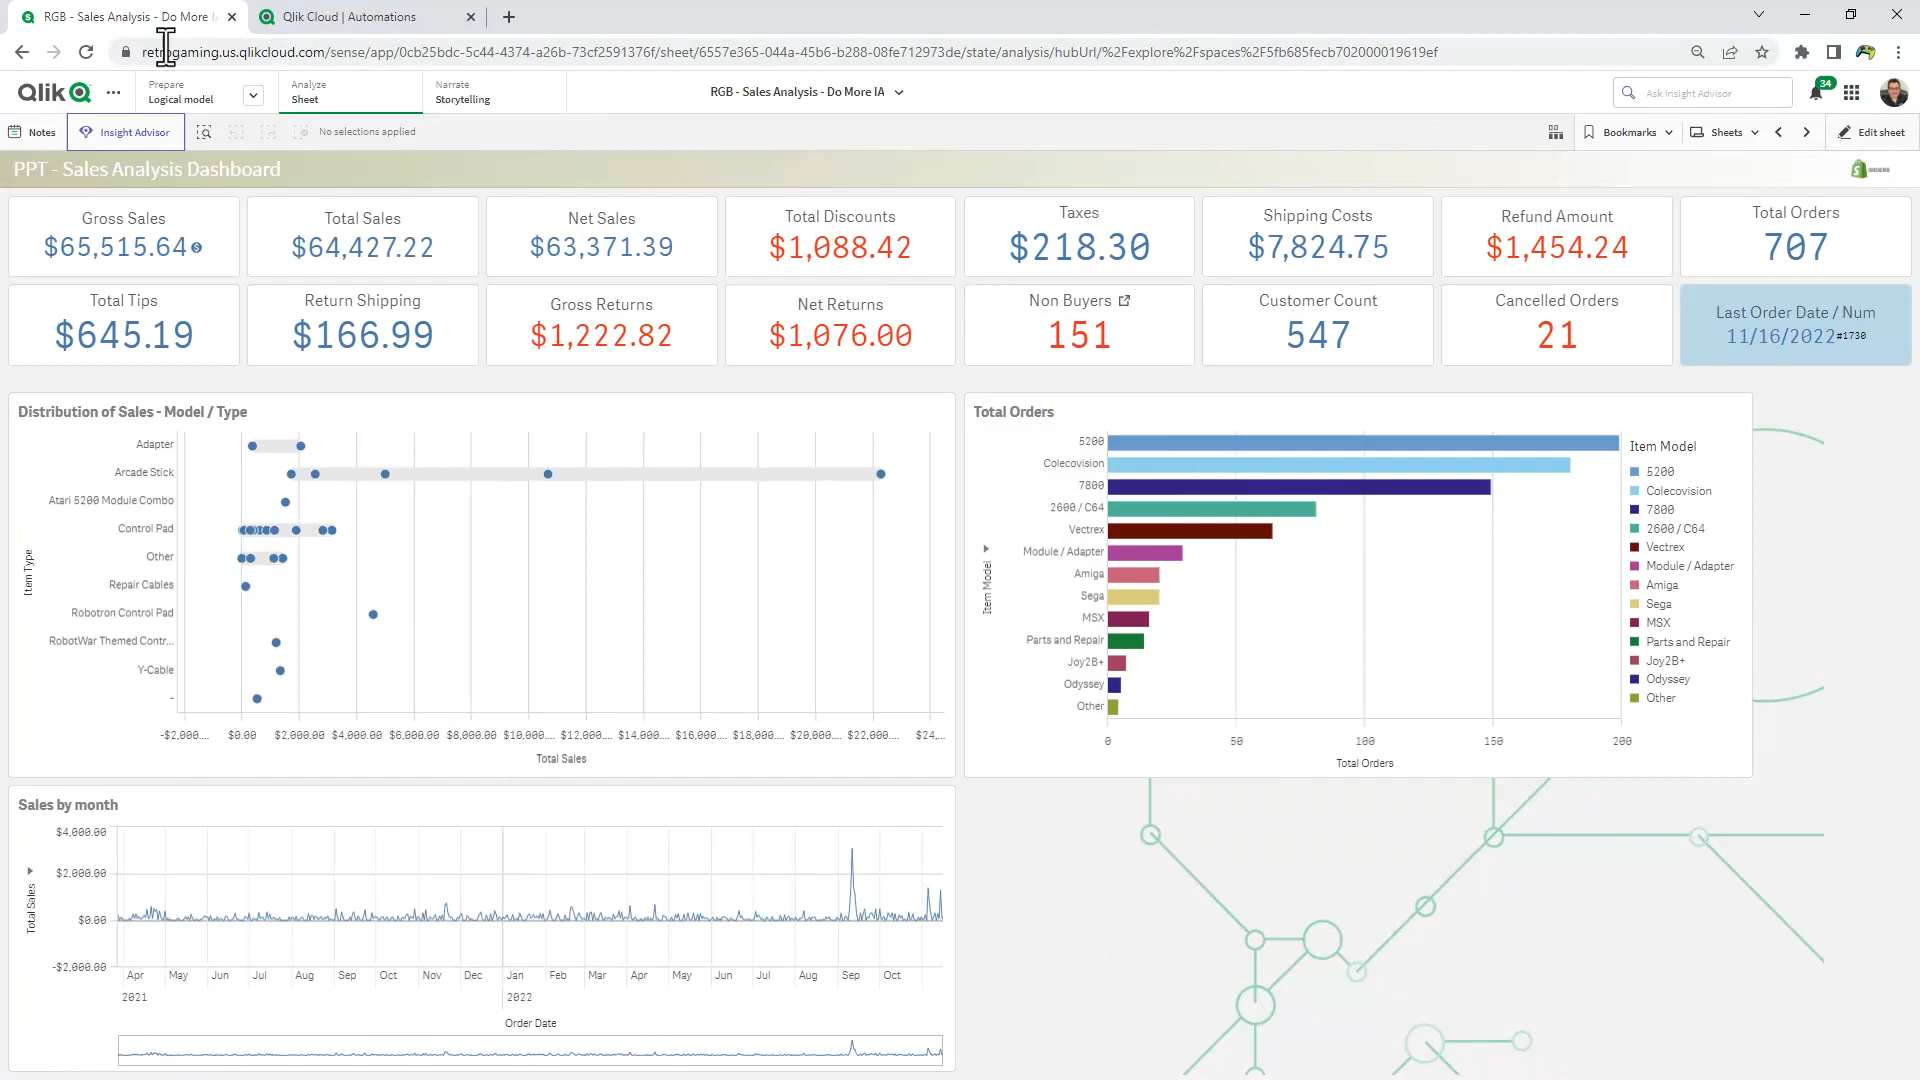 RGB - Sales Analysis - Do More I
Qlik Cloud | Automations
retrogaming.us.qlikcloud.com/sense/app/0cb25bdc-5c44-4374-a26b-73cf2591376f/sheet/6557e365-044a-45b6-b288-08fe712973de/state/analysis/hubUrl/%2Fexplore%2Fspaces%2F5fb685fecb702000019619ef
Qlik
Prepare
Logical model
Analyze
Sheet
Narrate
Storytelling
RGB - Sales Analysis - Do More IA
Ask Insight Advisor
34
Notes
Insight Advisor
No selections applied
Bookmarks
Sheets
Edit sheet
PPT - Sales Analysis Dashboard
ORDERS
Gross Sales
$65,515.64
Total Sales
$64,427.22
Net Sales
$63,371.39
Total Discounts
$1,088.42
Taxes
$218.30
Shipping Costs
$7,824.75
Refund Amount
$1,454.24
Total Orders
707
Total Tips
$645.19
Return Shipping
$166.99
Gross Returns
$1,222.82
Net Returns
$1,076.00
Non Buyers
151
Customer Count
547
Cancelled Orders
21
Last Order Date / Num
11/16/2022 #1730
Distribution of Sales - Model / Type
Item Type
Adapter
Arcade Stick
Atari 5200 Module Combo
Control Pad
Other
Repair Cables
Robotron Control Pad
RobotWar Themed Contr...
Y-Cable
-
-$2,000.... $0.00 $2,000.00 $4,000.00 $6,000.00 $8,000.00 $10,000.... $12,000.... $14,000.... $16,000.... $18,000.... $20,000.... $22,000.... $24,...
Total Sales
Total Orders
Item Model
5200
Colecovision
7800
2600 / C64
Vectrex
Module / Adapter
Amiga
Sega
MSX
Parts and Repair
Joy2B+
Odyssey
Other
0 50 100 150 200
Total Orders
Item Model
5200
Colecovision
7800
2600 / C64
Vectrex
Module / Adapter
Amiga
Sega
MSX
Parts and Repair
Joy2B+
Odyssey
Other
Sales by month
Total Sales
$4,000.00
$2,000.00
$0.00
-$2,000.00
Apr May Jun Jul Aug Sep Oct Nov Dec Jan Feb Mar Apr May Jun Jul Aug Sep Oct
2021 2022
Order Date